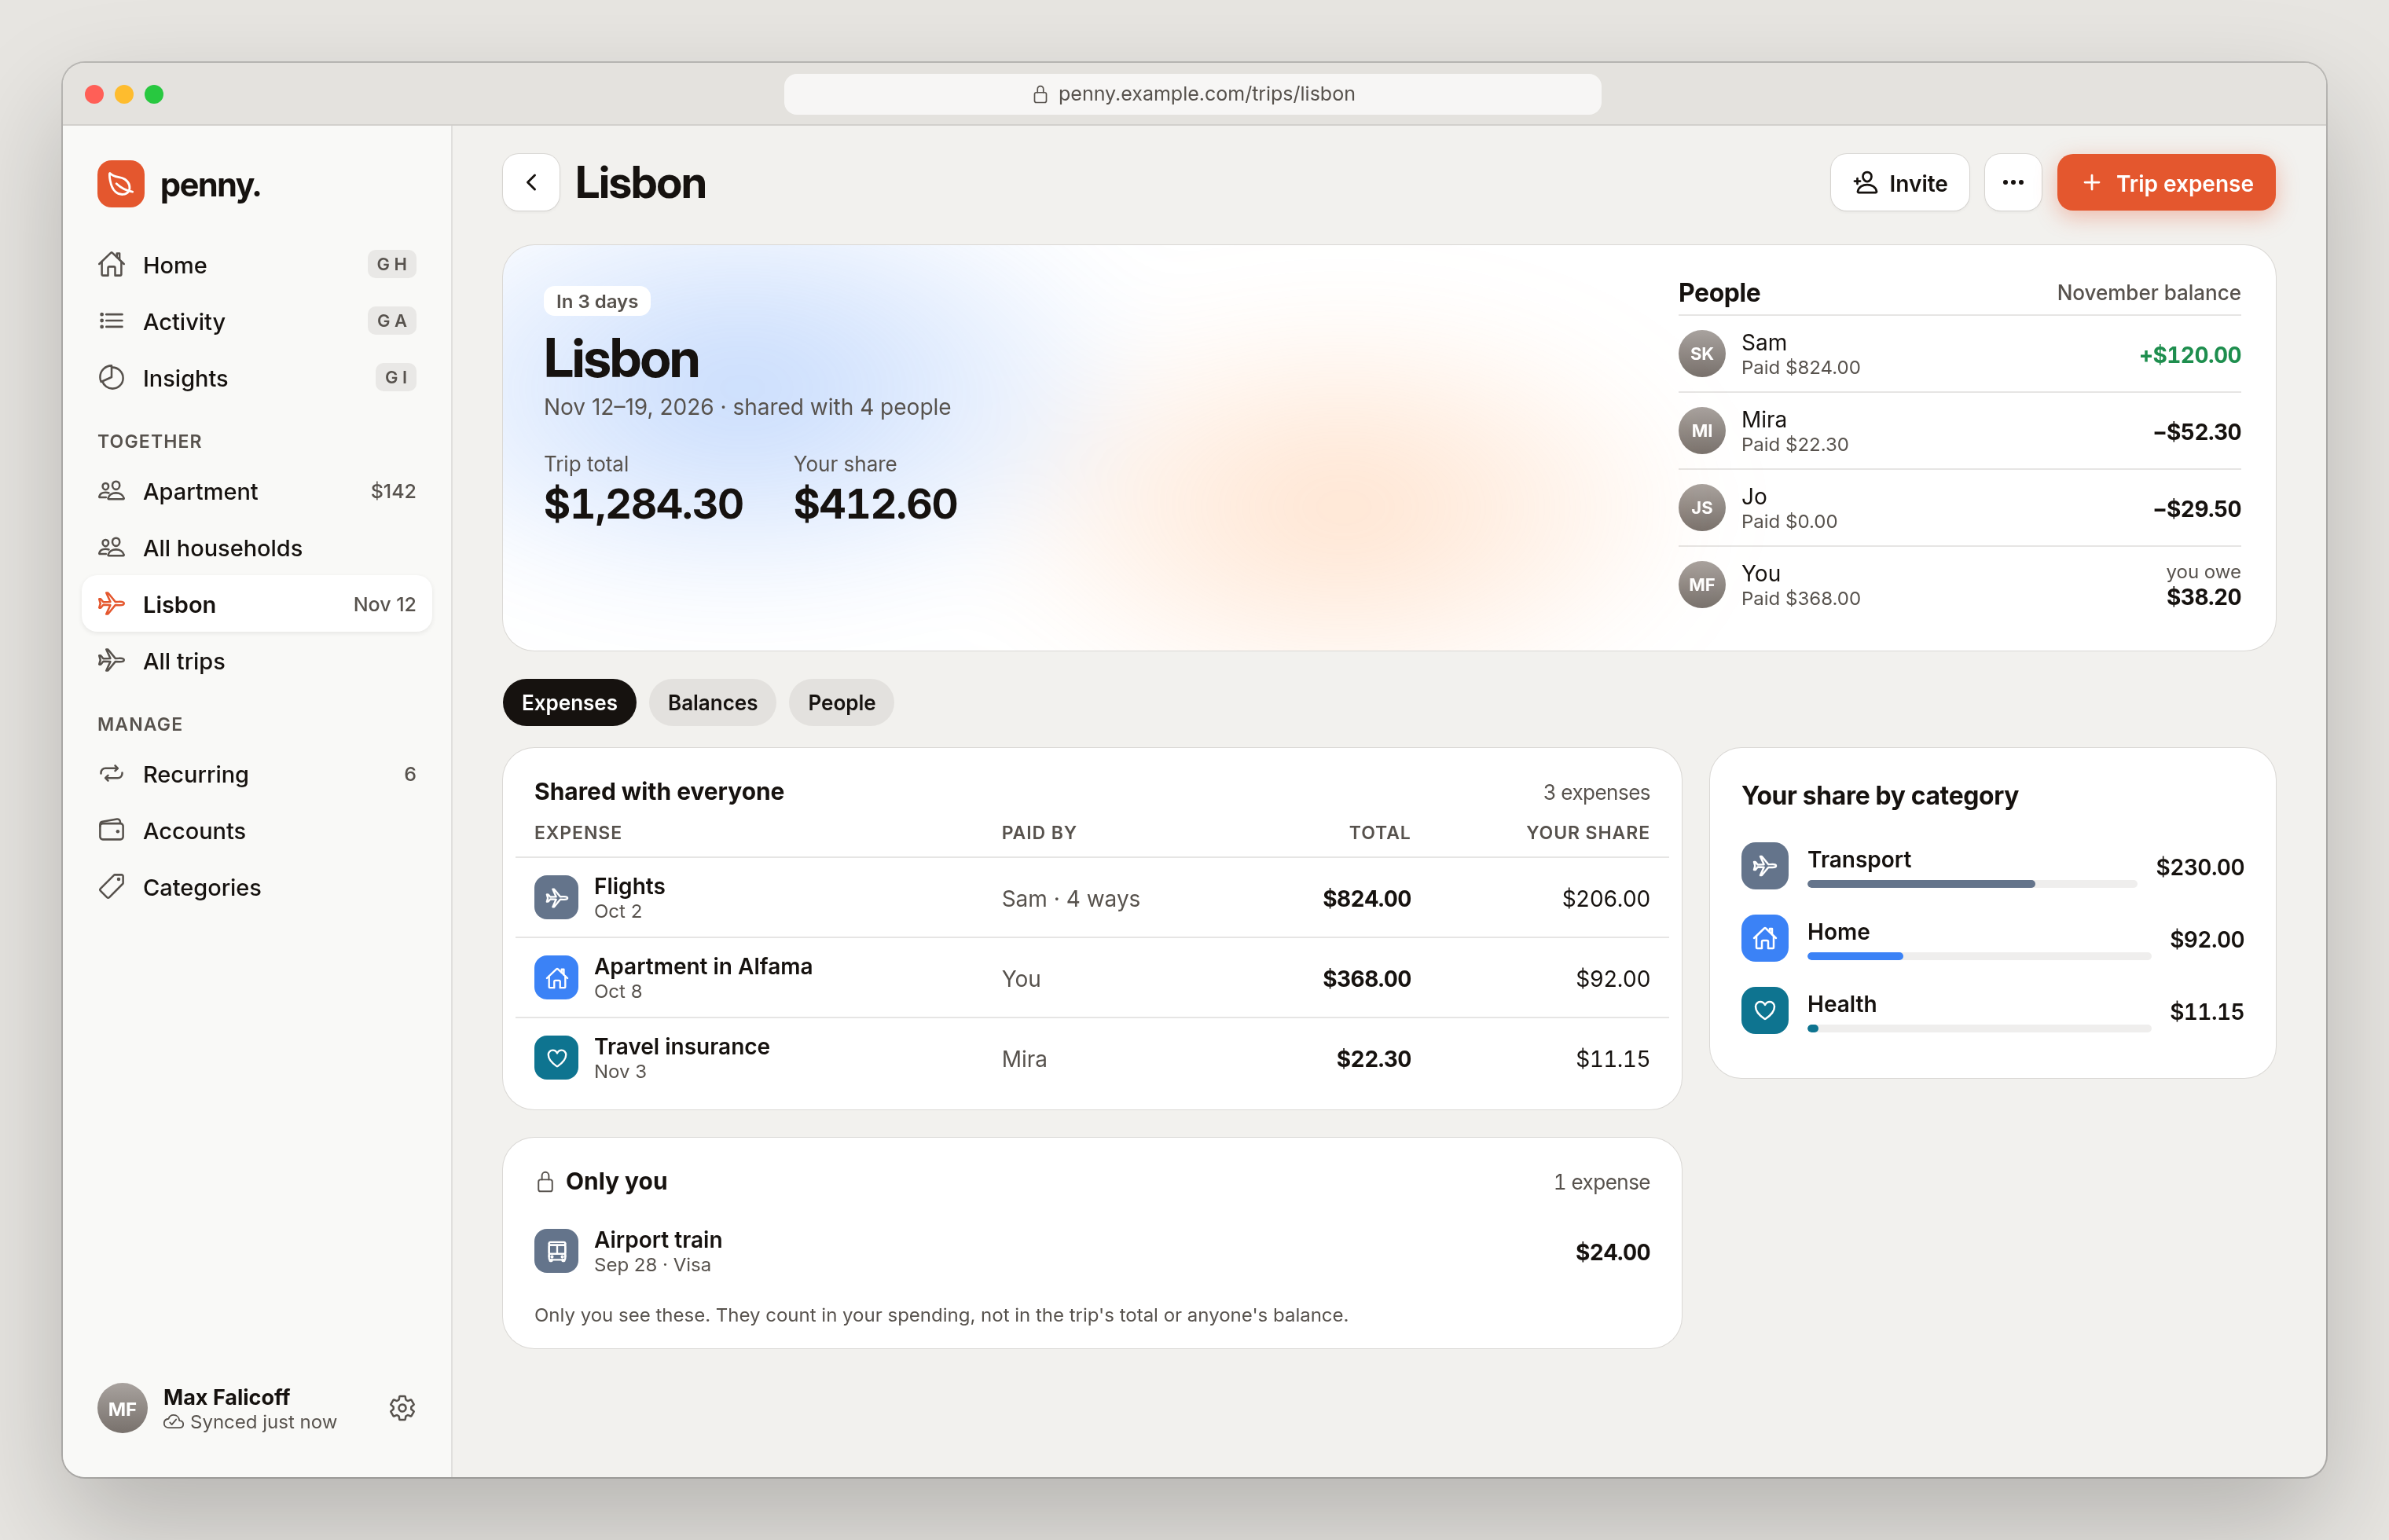 penny.example.com/trips/lisbon
penny.
Home G H
Activity G A
Insights G I
TOGETHER
Apartment $142
All households
Lisbon Nov 12
All trips
MANAGE
Recurring 6
Accounts
Categories
MF
Max Falicoff
Synced just now
Lisbon
Invite
Trip expense
In 3 days
Lisbon
Nov 12–19, 2026 · shared with 4 people
Trip total
$1,284.30
Your share
$412.60
People November balance
SK
Sam
Paid $824.00
+$120.00
MI
Mira
Paid $22.30
–$52.30
JS
Jo
Paid $0.00
–$29.50
MF
You
Paid $368.00
you owe
$38.20
Expenses
Balances
People
Shared with everyone 3 expenses
EXPENSE PAID BY TOTAL YOUR SHARE
Flights
Oct 2
Sam · 4 ways $824.00 $206.00
Apartment in Alfama
Oct 8
You $368.00 $92.00
Travel insurance
Nov 3
Mira $22.30 $11.15
Only you 1 expense
Airport train
Sep 28 · Visa
$24.00
Only you see these. They count in your spending, not in the trip's total or anyone's balance.
Your share by category
Transport $230.00
Home $92.00
Health $11.15